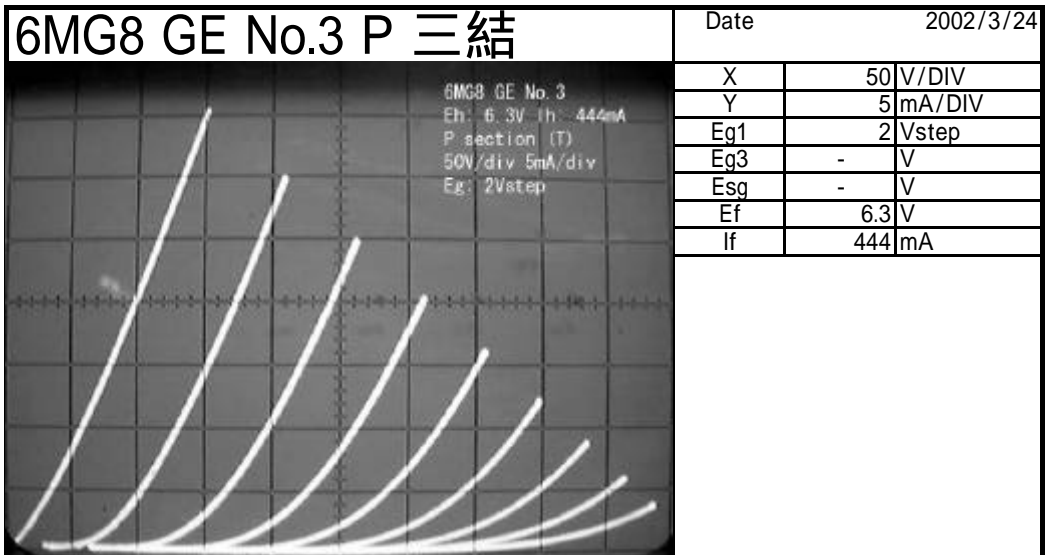 6MG8 GE No.3 P 三結
Date 2002/3/24
6MG8 GE No.3
Eh: 6.3V Ih: 444mA
P section (T)
50V/div 5mA/div
Eg: 2Vstep
X 50 V/DIV
Y 5 mA/DIV
Eg1 2 Vstep
Eg3 - V
Esg - V
Ef 6.3 V
If 444 mA